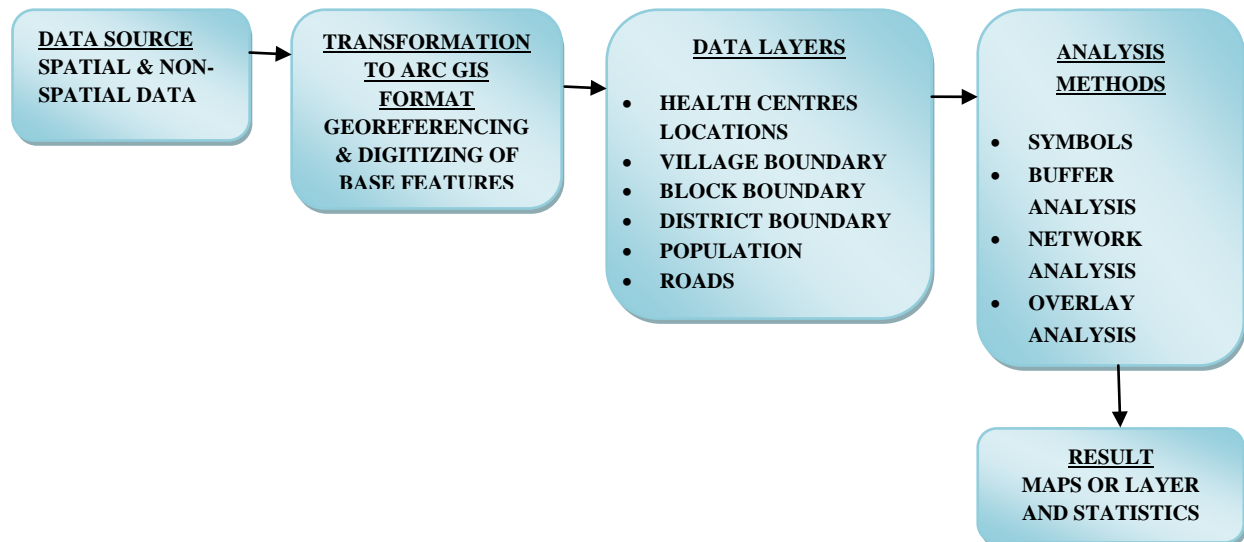 DATA SOURCE
SPATIAL & NON-
SPATIAL DATA
TRANSFORMATION
TO ARC GIS
FORMAT
GEOREFERENCING
& DIGITIZING OF
BASE FEATURES
DATA LAYERS
• HEALTH CENTRES
LOCATIONS
• VILLAGE BOUNDARY
• BLOCK BOUNDARY
• DISTRICT BOUNDARY
• POPULATION
• ROADS
ANALYSIS
METHODS
• SYMBOLS
• BUFFER
ANALYSIS
• NETWORK
ANALYSIS
• OVERLAY
ANALYSIS
RESULT
MAPS OR LAYER
AND STATISTICS